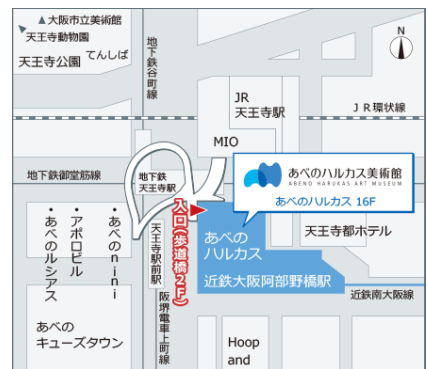 ▲大阪市立美術館
天王寺動物園
天王寺公園
てんしば
地下鉄谷町線
N
JR
天王寺駅
JR環状線
MIO
地下鉄御堂筋線
地下鉄
天王寺駅
あべのハルカス美術館
ABENO HARUKAS ART MUSEUM
あべのハルカス 16F
入口(歩道橋2F)
天王寺駅前駅
・あべのnini
・アポロビル
・あべのルシアス
あべの
ハルカス
天王寺都ホテル
近鉄大阪阿部野橋駅
近鉄南大阪線
阪堺電車上町線
あべの
キューズタウン
Hoop
and